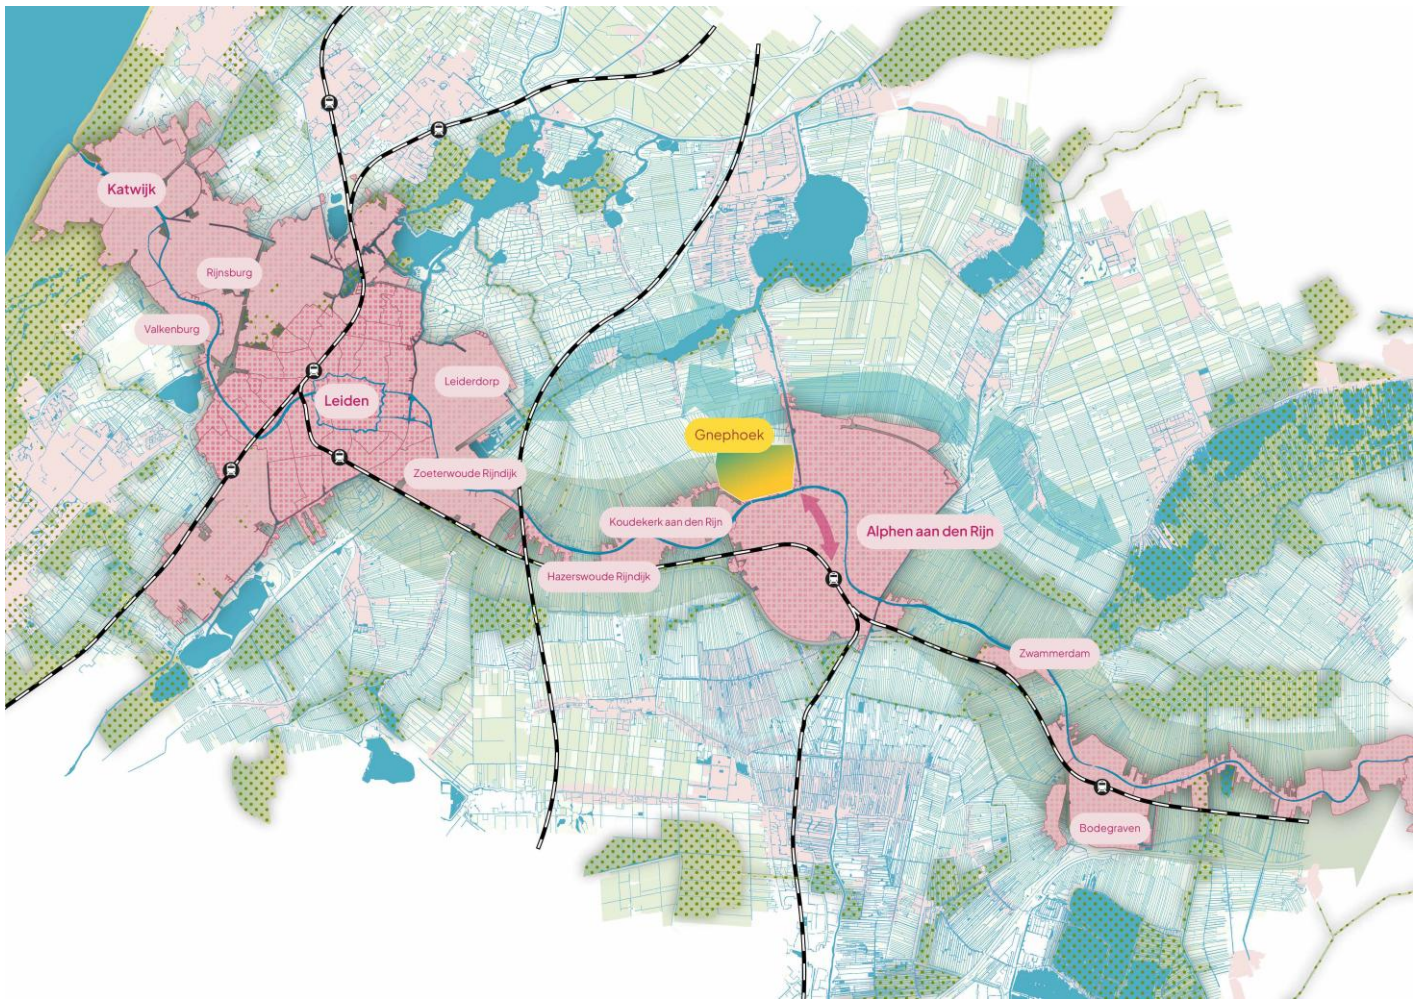 Katwijk
Rijnsburg
Valkenburg
Leiderdorp
Leiden
Gnephoek
Zoeterwoude Rijndijk
Koudekerk aan den Rijn
Alphen aan den Rijn
Hazerswoude Rijndijk
Zwammerdam
Bodegraven